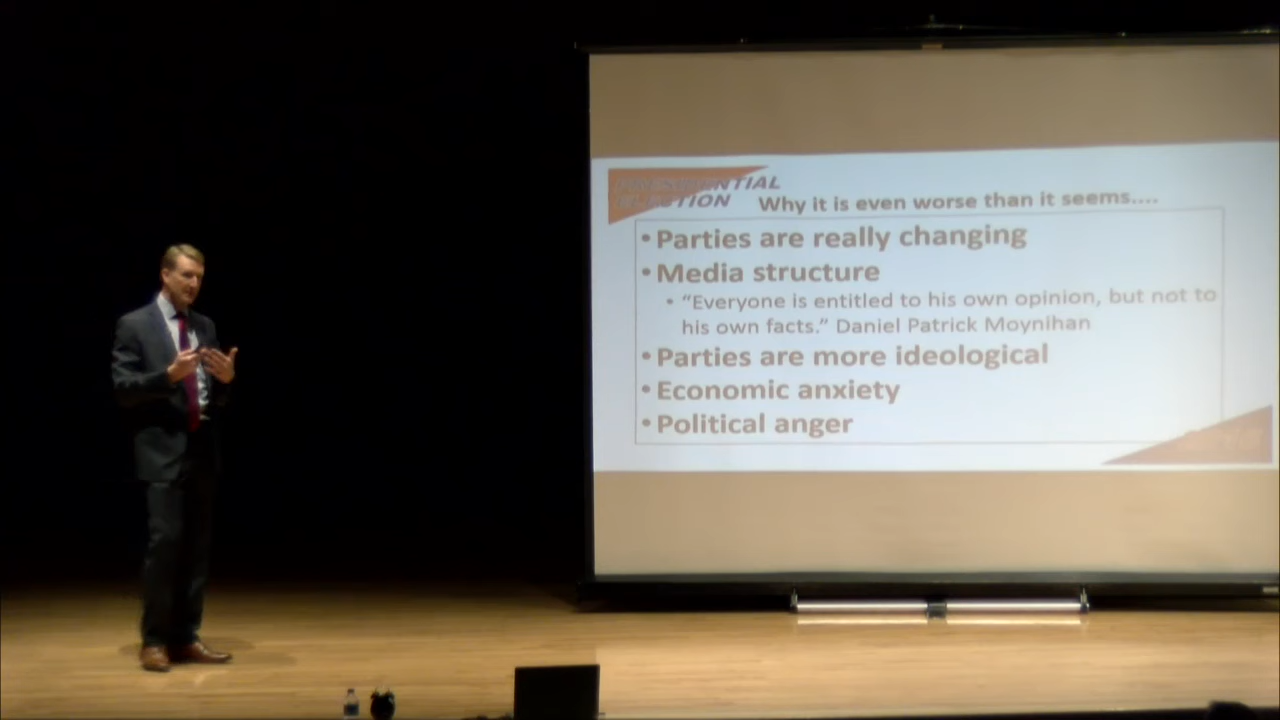 PRESIDENTIAL
ELECTION
Why it is even worse than it seems....
• Parties are really changing
• Media structure
• “Everyone is entitled to his own opinion, but not to
his own facts.” Daniel Patrick Moynihan
• Parties are more ideological
• Economic anxiety
• Political anger